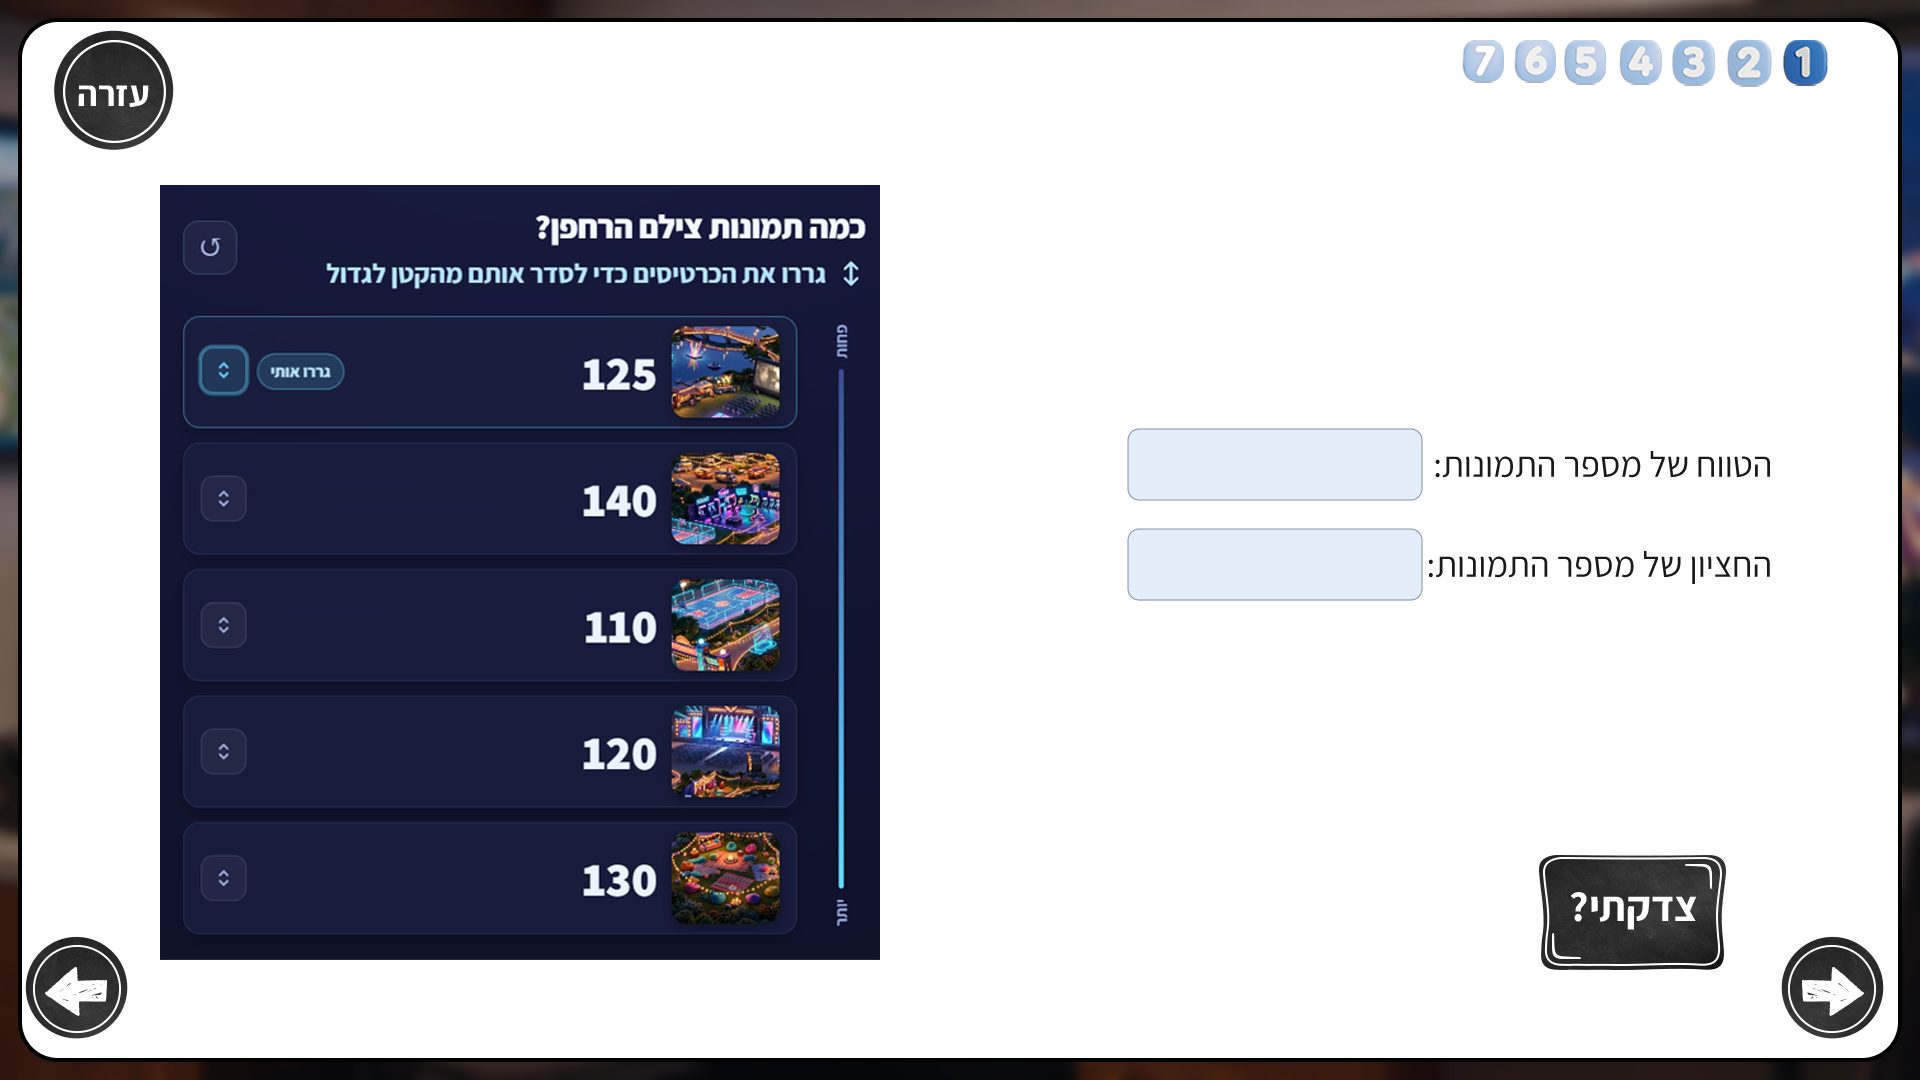 עזרה
1 2 3 4 5 6 7
כמה תמונות צילם הרחפן?
↕ גררו את הכרטיסים כדי לסדר אותם מהקטן לגדול
פחות
125
גררו אותי
140
110
120
130
יותר
הטווח של מספר התמונות:
החציון של מספר התמונות:
צדקתי?